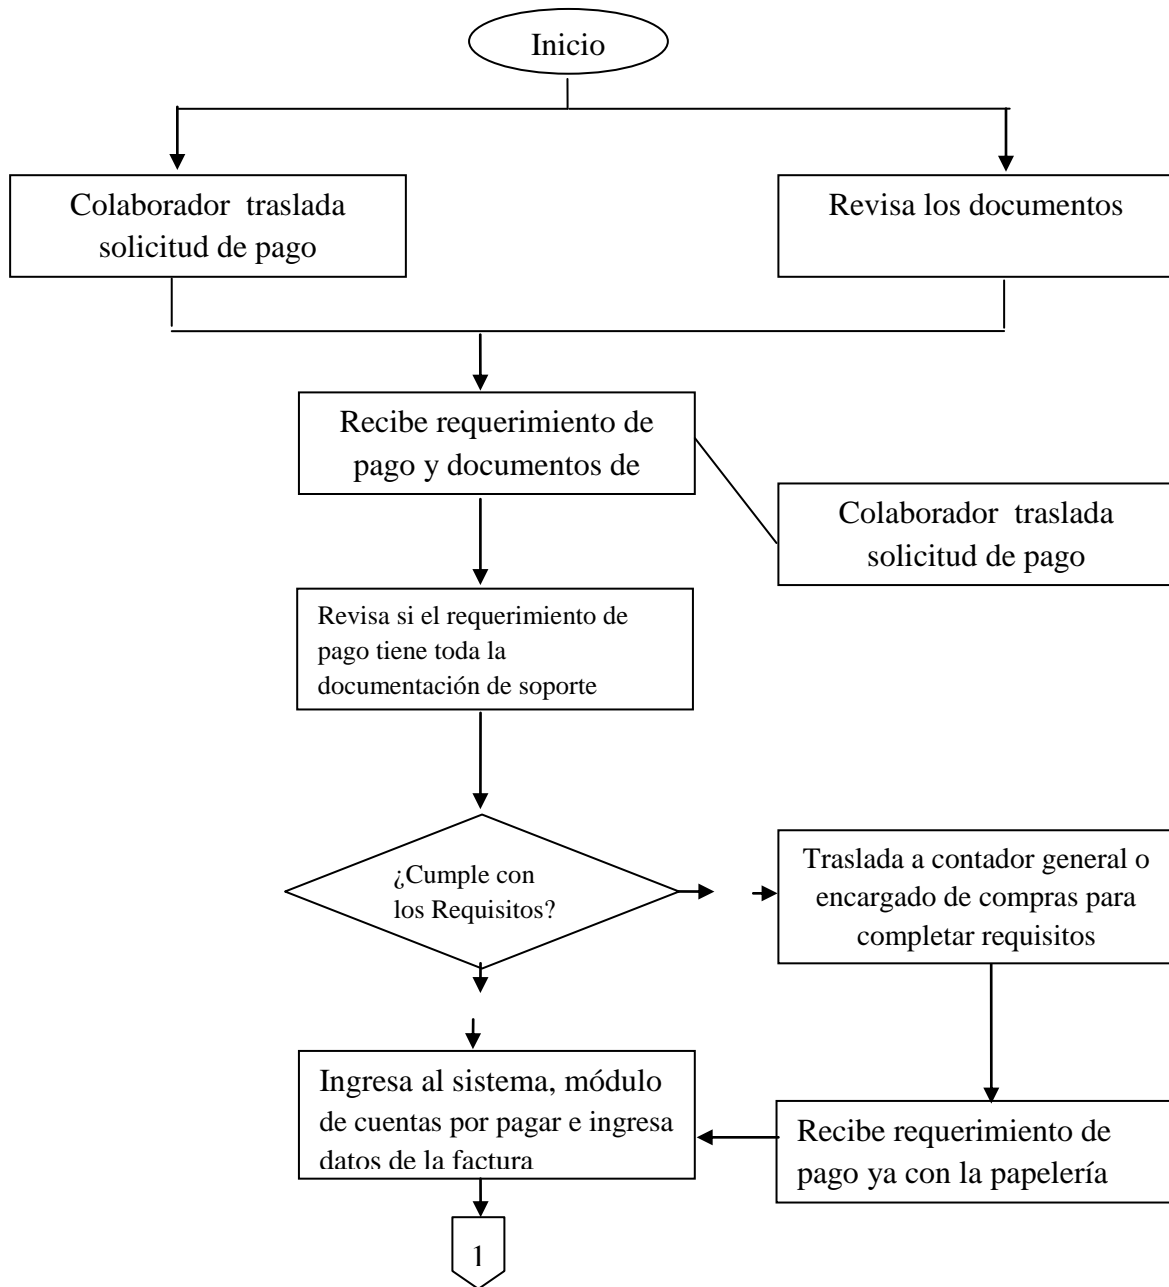 Inicio
Colaborador traslada
solicitud de pago
Revisa los documentos
Recibe requerimiento de
pago y documentos de
Colaborador traslada
solicitud de pago
Revisa si el requerimiento de
pago tiene toda la
documentación de soporte
¿Cumple con
los Requisitos?
Traslada a contador general o
encargado de compras para
completar requisitos
Ingresa al sistema, módulo
de cuentas por pagar e ingresa
datos de la factura
Recibe requerimiento de
pago ya con la papelería
1